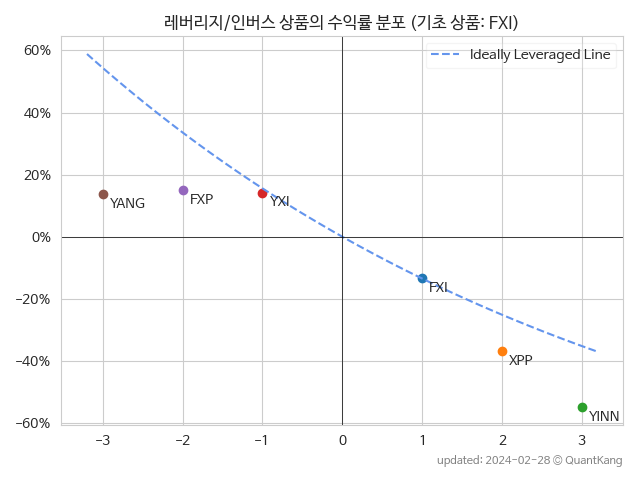 레버리지/인버스 상품의 수익률 분포 (기초 상품: FXI)
60%
40%
20%
0%
-20%
-40%
-60%
Ideally Leveraged Line
YANG
FXP
YXI
FXI
XPP
YINN
-3
-2
-1
0
1
2
3
updated: 2024-02-28 © QuantKang